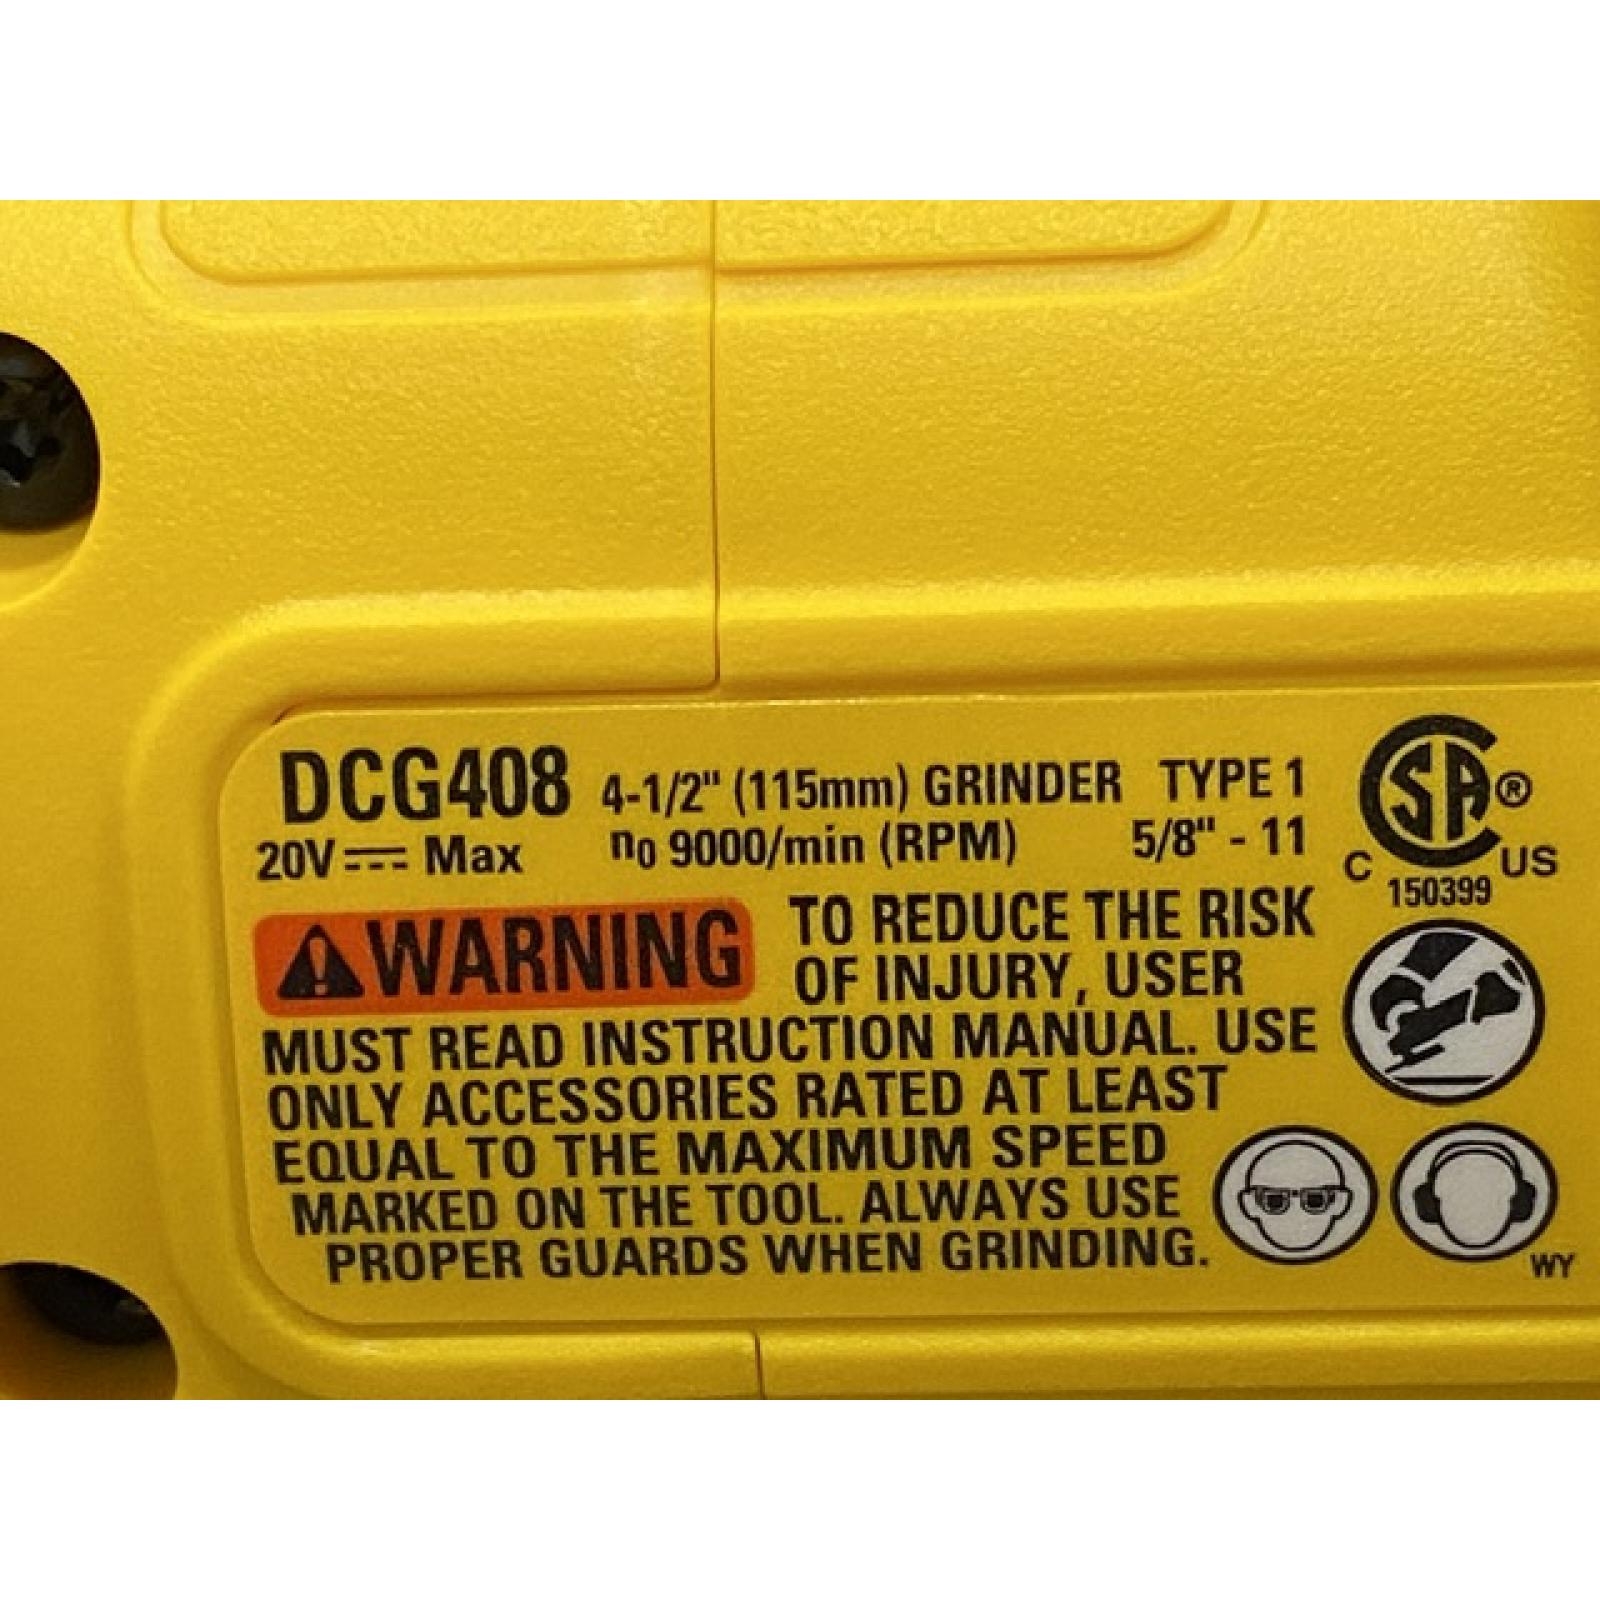 DCG408 4-1/2" (115mm) GRINDER TYPE 1
20V Max n0 9000/min (RPM) 5/8" - 11
CSA®
C US
150399
WARNING TO REDUCE THE RISK
OF INJURY, USER
MUST READ INSTRUCTION MANUAL. USE
ONLY ACCESSORIES RATED AT LEAST
EQUAL TO THE MAXIMUM SPEED
MARKED ON THE TOOL. ALWAYS USE
PROPER GUARDS WHEN GRINDING.
WY